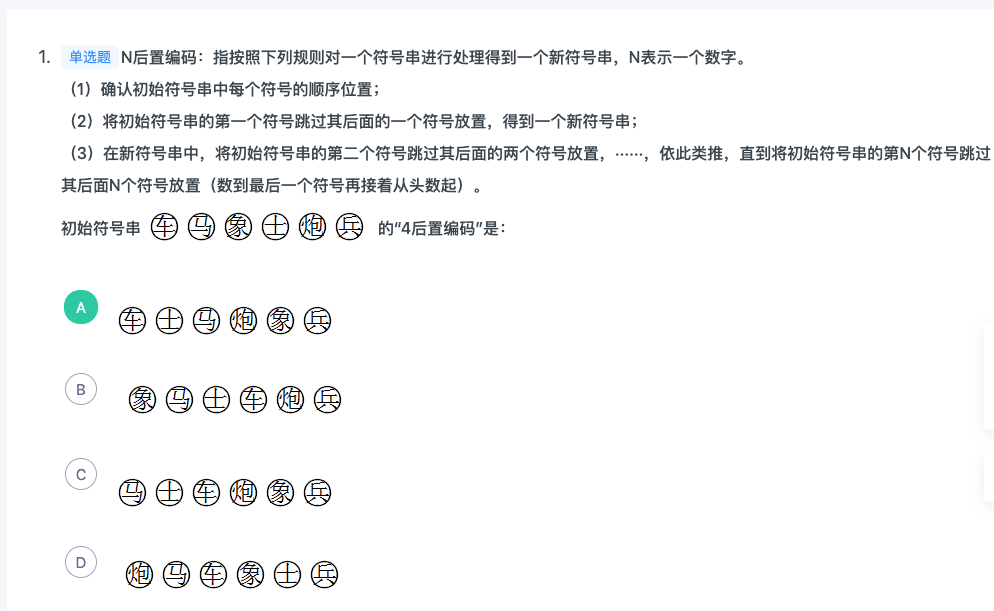 1. 单选题 N后置编码：指按照下列规则对一个符号串进行处理得到一个新符号串，N表示一个数字。
（1）确认初始符号串中每个符号的顺序位置；
（2）将初始符号串的第一个符号跳过其后面的一个符号放置，得到一个新符号串；
（3）在新符号串中，将初始符号串的第二个符号跳过其后面的两个符号放置，……，依此类推，直到将初始符号串的第N个符号跳过
其后面N个符号放置（数到最后一个符号再接着从头数起）。
初始符号串 车 马 象 士 炮 兵 的“4后置编码”是：
A 车 士 马 炮 象 兵
B 象 马 士 车 炮 兵
C 马 士 车 炮 象 兵
D 炮 马 车 象 士 兵